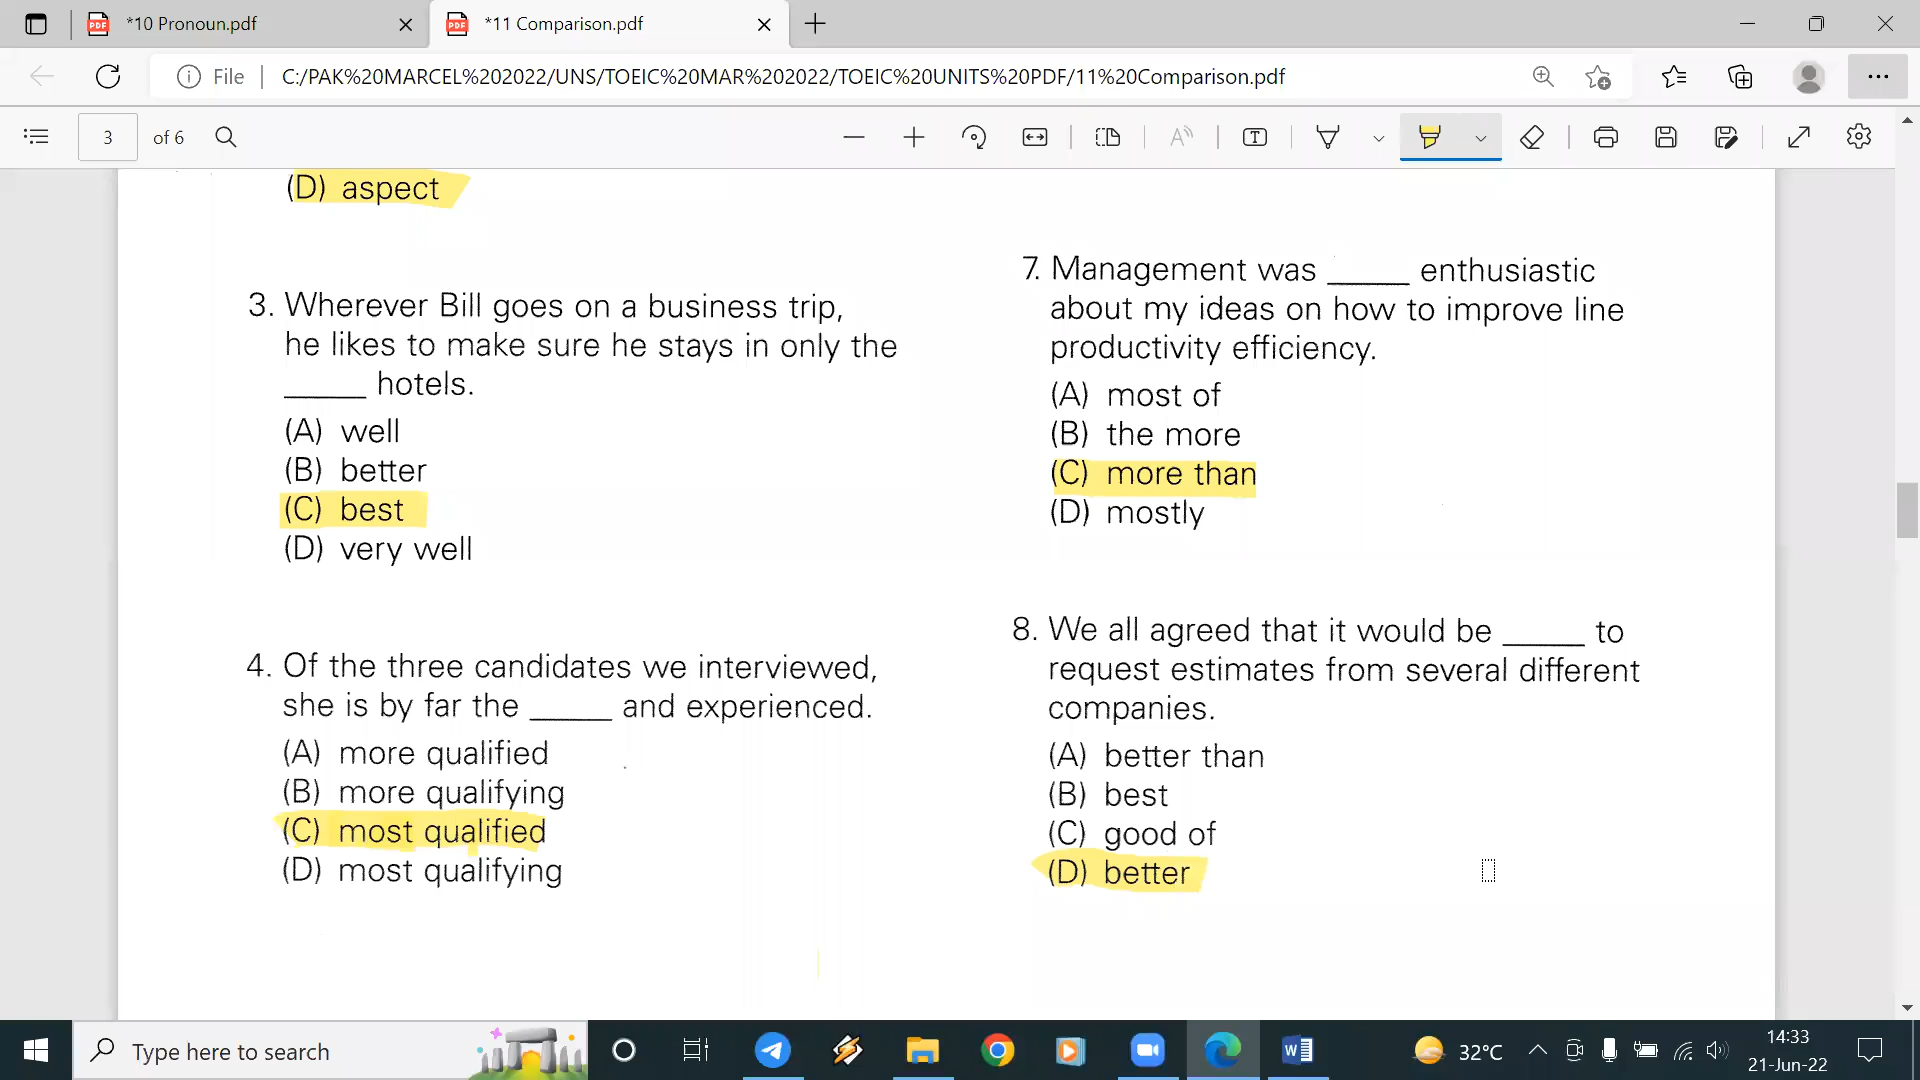 *10 Pronoun.pdf
*11 Comparison.pdf
File
C:/PAK%20MARCEL%202022/UNS/TOEIC%20MAR%202022/TOEIC%20UNITS%20PDF/11%20Comparison.pdf
3 of 6
(D) aspect
3. Wherever Bill goes on a business trip,
he likes to make sure he stays in only the
_____ hotels.
(A) well
(B) better
(C) best
(D) very well
4. Of the three candidates we interviewed,
she is by far the _____ and experienced.
(A) more qualified
(B) more qualifying
(C) most qualified
(D) most qualifying
7. Management was _____ enthusiastic
about my ideas on how to improve line
productivity efficiency.
(A) most of
(B) the more
(C) more than
(D) mostly
8. We all agreed that it would be _____ to
request estimates from several different
companies.
(A) better than
(B) best
(C) good of
(D) better
Type here to search
32°C
14:33
21-Jun-22